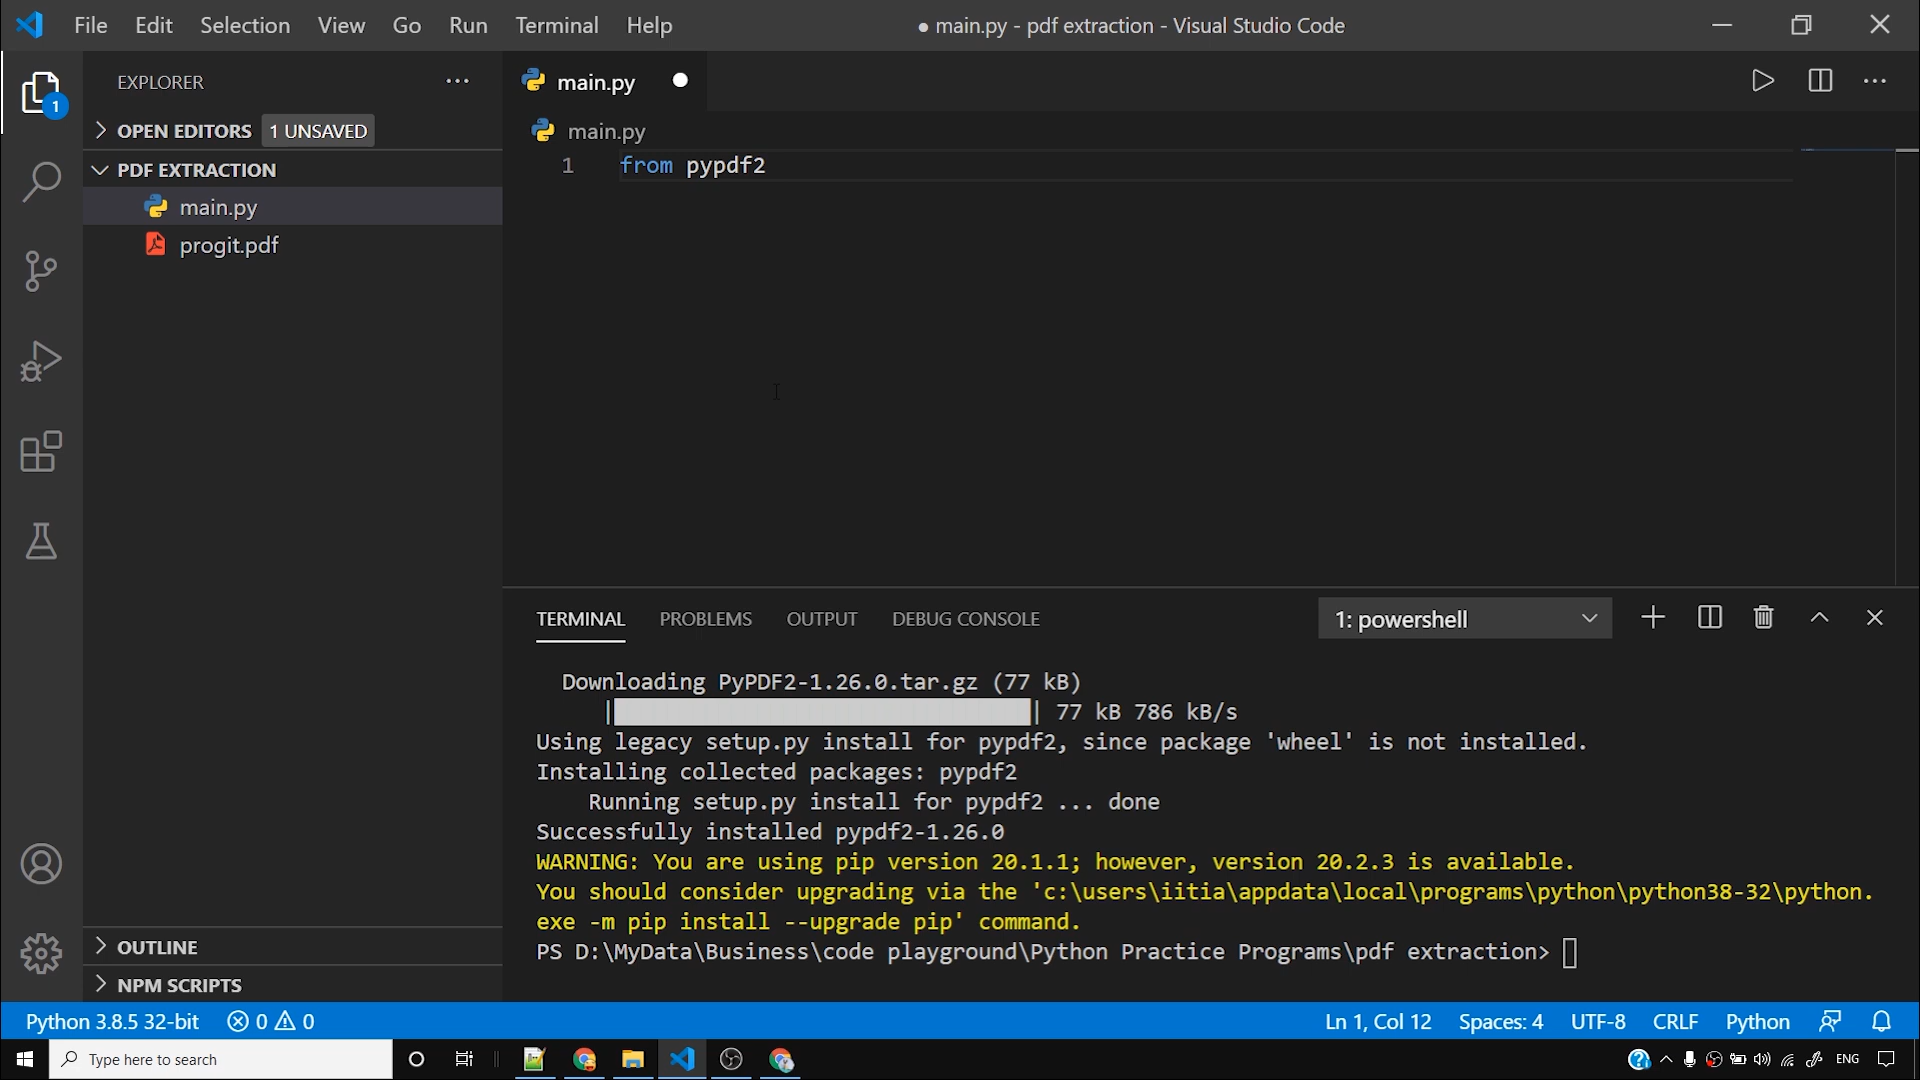 File Edit Selection View Go Run Terminal Help ● main.py - pdf extraction - Visual Studio Code
EXPLORER
1
OPEN EDITORS 1 UNSAVED
PDF EXTRACTION
main.py
progit.pdf
OUTLINE
NPM SCRIPTS
main.py
main.py
1 from pypdf2
TERMINAL PROBLEMS OUTPUT DEBUG CONSOLE 1: powershell
Downloading PyPDF2-1.26.0.tar.gz (77 kB)
|████████████████████████████████| 77 kB 786 kB/s
Using legacy setup.py install for pypdf2, since package 'wheel' is not installed.
Installing collected packages: pypdf2
Running setup.py install for pypdf2 ... done
Successfully installed pypdf2-1.26.0
WARNING: You are using pip version 20.1.1; however, version 20.2.3 is available.
You should consider upgrading via the 'c:\users\iitia\appdata\local\programs\python\python38-32\python.
exe -m pip install --upgrade pip' command.
PS D:\MyData\Business\code playground\Python Practice Programs\pdf extraction>
Python 3.8.5 32-bit 0 0 Ln 1, Col 12 Spaces: 4 UTF-8 CRLF Python
Type here to search ENG